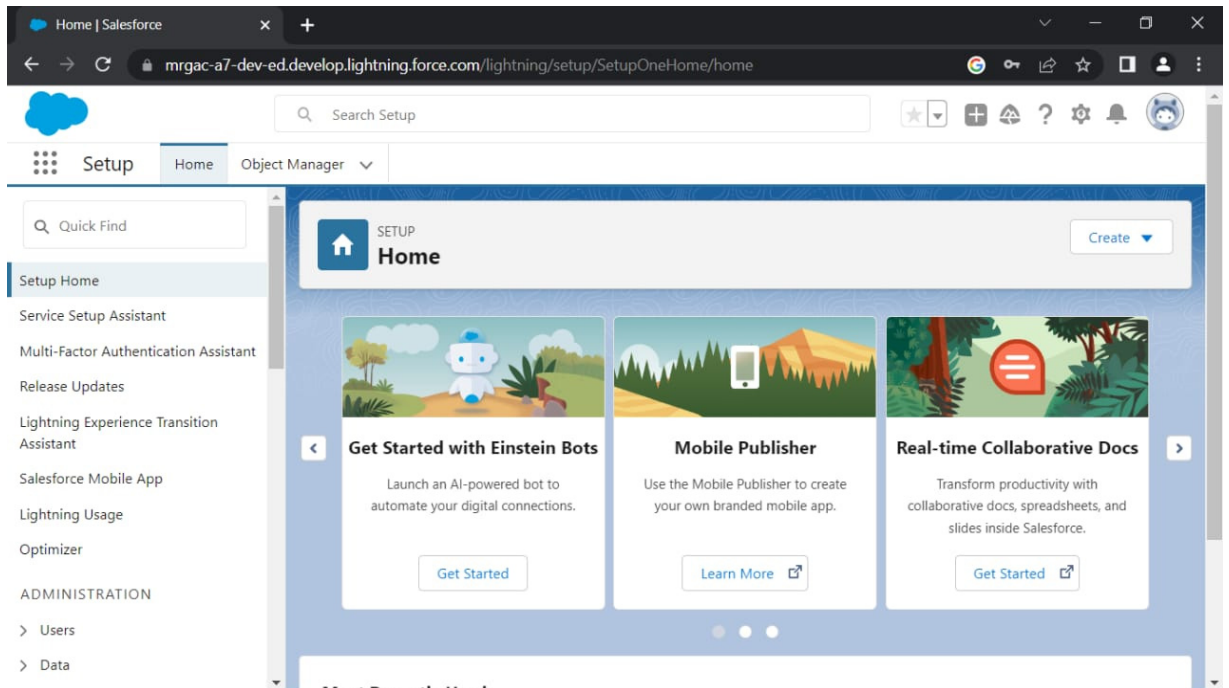 Home | Salesforce
mrgac-a7-dev-ed.develop.lightning.force.com/lightning/setup/SetupOneHome/home
Search Setup
Setup Home Object Manager
Quick Find
SETUP
Home
Create
Setup Home
Service Setup Assistant
Multi-Factor Authentication Assistant
Release Updates
Lightning Experience Transition
Assistant
Salesforce Mobile App
Lightning Usage
Optimizer
ADMINISTRATION
Users
Data
Get Started with Einstein Bots
Launch an AI-powered bot to
automate your digital connections.
Get Started
Mobile Publisher
Use the Mobile Publisher to create
your own branded mobile app.
Learn More
Real-time Collaborative Docs
Transform productivity with
collaborative docs, spreadsheets, and
slides inside Salesforce.
Get Started